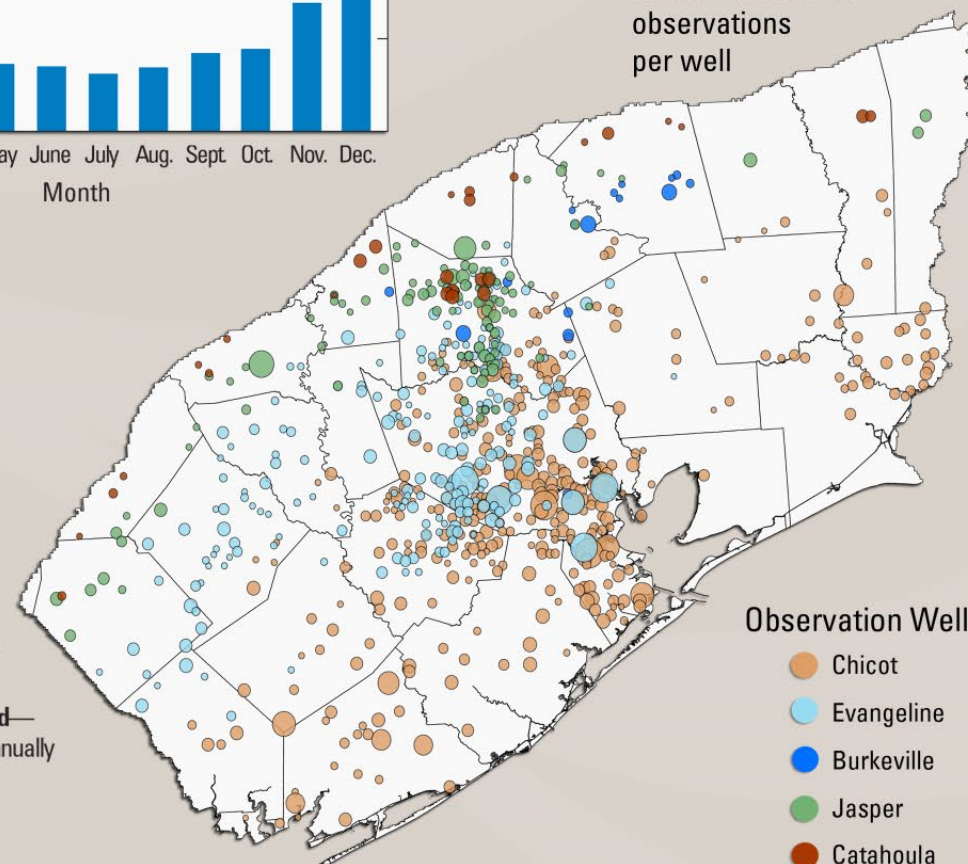 observations
per well
ay June July Aug. Sept. Oct. Nov. Dec.
Month
Observation Well
Chicot
Evangeline
Burkeville
Jasper
Catahoula
d
nually